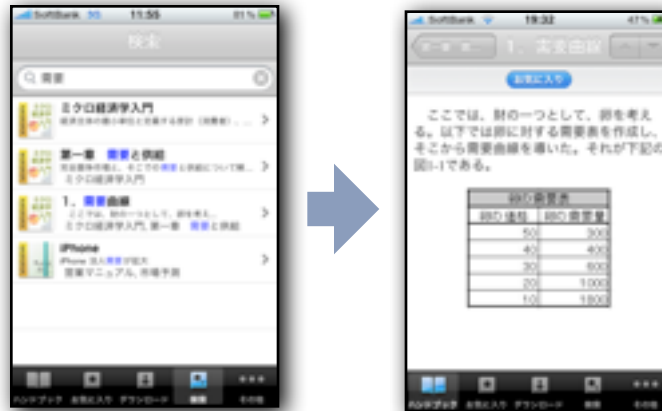 SoftBank 3G 11:55 81%
検索
需要
ミクロ経済学入門
第一章 需要と供給
ミクロ経済学入門
1. 需要曲線
ここでは、財の一つとして、卵を考え...
ミクロ経済学入門, 第一章 需要と供給
iPhone
iPhone 法人需要が拡大
営業マニュアル, 市場予測
ハンドブック お気に入り ダウンロード 検索 その他
SoftBank 19:32 47%
1. 需要曲線
お気に入り
ここでは、財の一つとして、卵を考え
る。以下では卵に対する需要表を作成し、
そこから需要曲線を導いた。それが下記の
図1-1である。
卵の需要表
卵の価格 卵の需要量
50 300
40 400
30 600
20 1000
10 1800
ハンドブック お気に入り ダウンロード 検索 その他